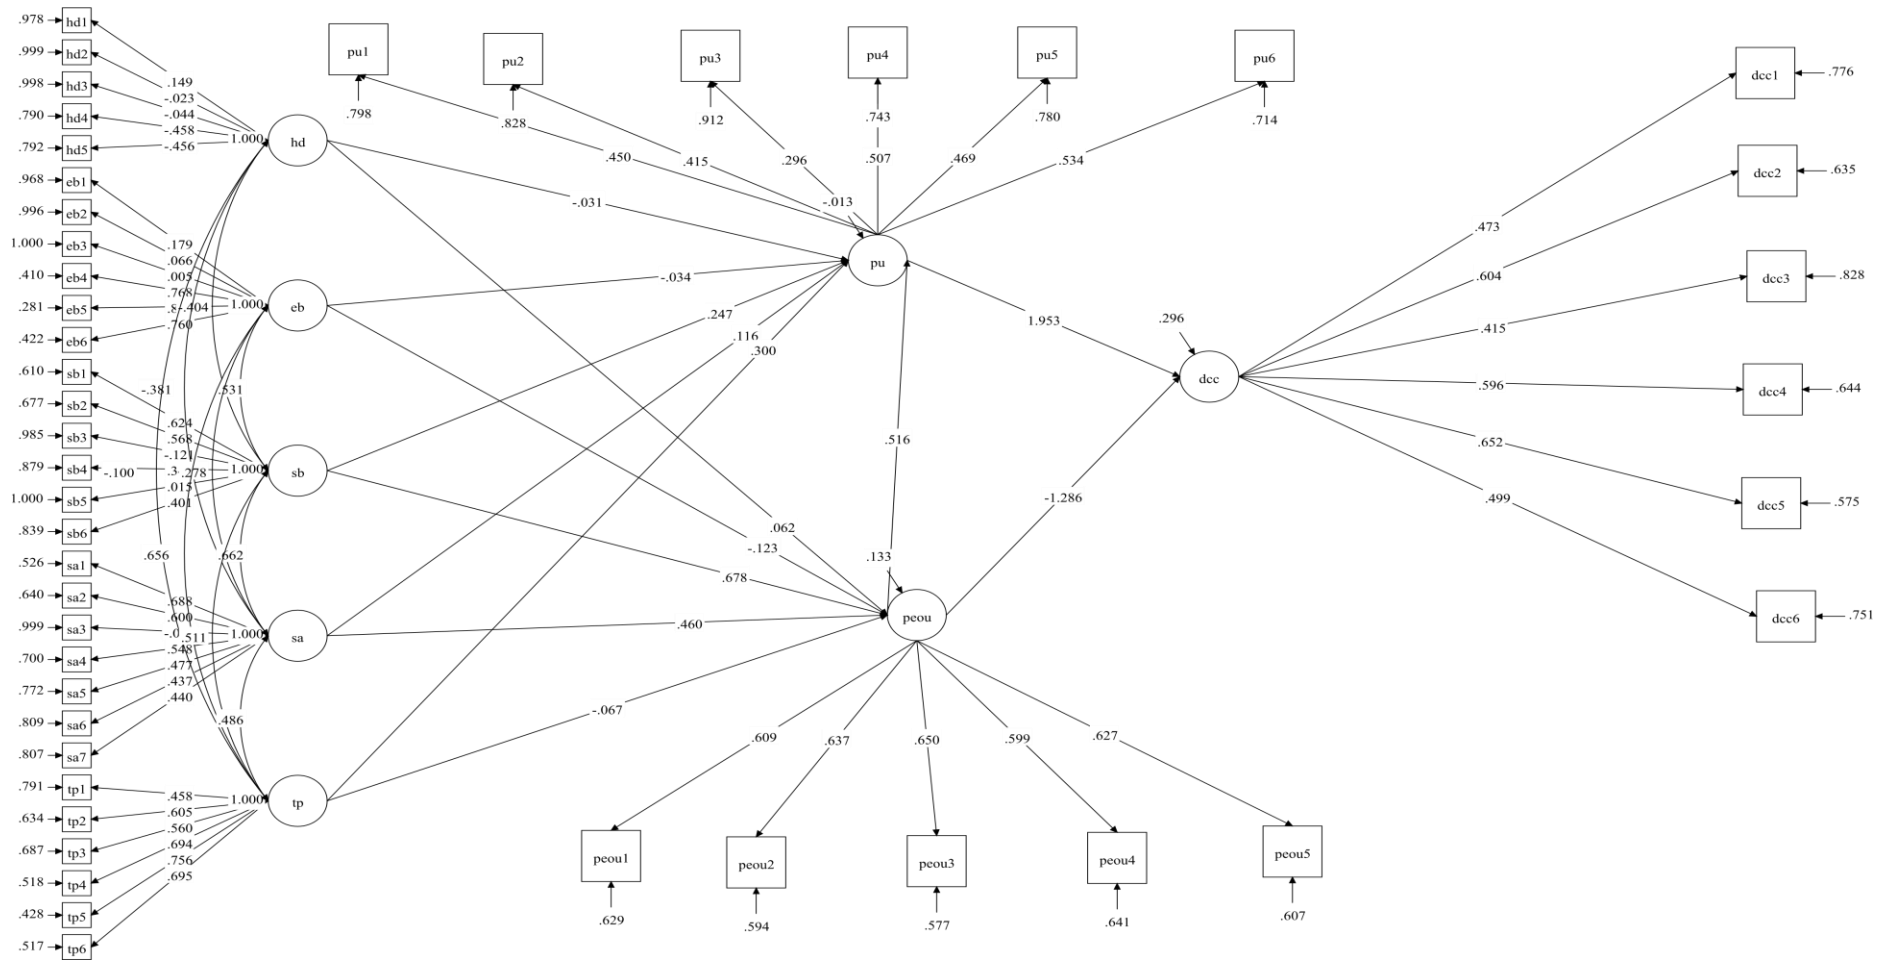 .978 hd1
.999 hd2
.998 hd3
.790 hd4
.792 hd5
.968 eb1
.996 eb2
1.000 eb3
.410 eb4
.281 eb5
.422 eb6
.610 sb1
.677 sb2
.985 sb3
.879 sb4
1.000 sb5
.839 sb6
.526 sa1
.640 sa2
.999 sa3
.700 sa4
.772 sa5
.809 sa6
.807 sa7
.791 tp1
.634 tp2
.687 tp3
.518 tp4
.428 tp5
.517 tp6
.149
-.023
-.044
-.458
-.456
1.000 hd
.179
.066
.005
.768
-.404
.760
1.000 eb
-.381
.531
.624
.568
-.121
-.100
.278
.015
.401
1.000 sb
.656
.662
.688
.600
.511
.548
.477
.437
.440
1.000 sa
.486
.458
.605
.560
.694
.756
.695
1.000 tp
pu1
pu2
pu3
pu4
pu5
pu6
.798
.828
.912
.743
.780
.714
.450
.415
.296
.507
.469
.534
-.013
pu
-.031
-.034
.247
.116
.300
1.953
.516
.062
-.123
.678
.460
-.067
.133
peou
-1.286
.296
dcc
.609
.637
.650
.599
.627
peou1
peou2
peou3
peou4
peou5
.629
.594
.577
.641
.607
.473
.604
.415
.596
.652
.499
dcc1 .776
dcc2 .635
dcc3 .828
dcc4 .644
dcc5 .575
dcc6 .751